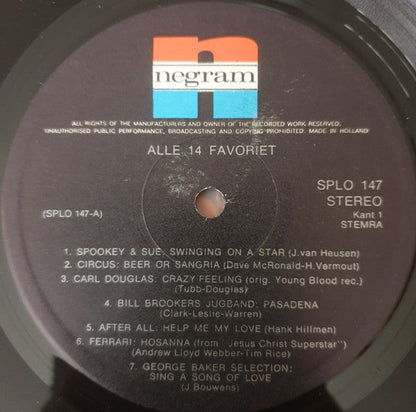 negram
ALL RIGHTS OF THE MANUFACTURERS AND OWNER OF THE RECORDED WORK RESERVED.
UNAUTHORISED PUBLIC PERFORMANCE, BROADCASTING AND COPYING PROHIBITED. MADE IN HOLLAND
ALLE 14 FAVORIET
SPLO 147
STEREO
(SPLO 147-A)
Kant 1
STEMRA
1. SPOOKEY & SUE: SWINGING ON A STAR (J.van Heusen)
2. CIRCUS: BEER OR SANGRIA (Dave McRonald-H.Vermout)
3. CARL DOUGLAS: CRAZY FEELING (orig. Young Blood rec.)
(Tubb-Douglas)
4. BILL BROOKERS JUGBAND: PASADENA
(Clark-Leslie-Warren)
5. AFTER ALL: HELP ME MY LOVE (Hank Hillmen)
6. FERRARI: HOSANNA (from "Jesus Christ Superstar")
(Andrew Lloyd Webber-Tim Rice)
7. GEORGE BAKER SELECTION:
SING A SONG OF LOVE
(J Bouwens)